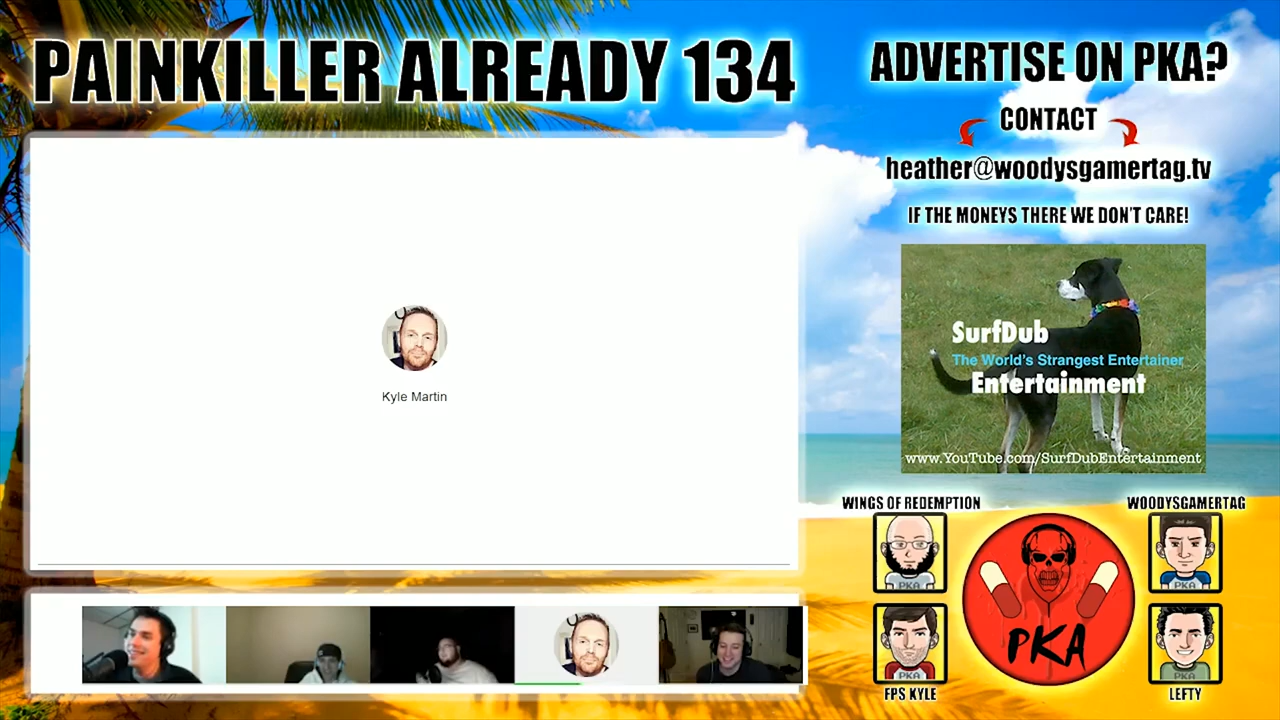 PAINKILLER ALREADY 134
Kyle Martin
ADVERTISE ON PKA?
CONTACT
heather@woodysgamertag.tv
IF THE MONEYS THERE WE DON'T CARE!
SurfDub
The World's Strangest Entertainer
Entertainment
www.YouTube.com/SurfDubEntertainment
WINGS OF REDEMPTION
WOODYSGAMERTAG
PKA
PKA
PKA
PKA
PKA
FPS KYLE
LEFTY